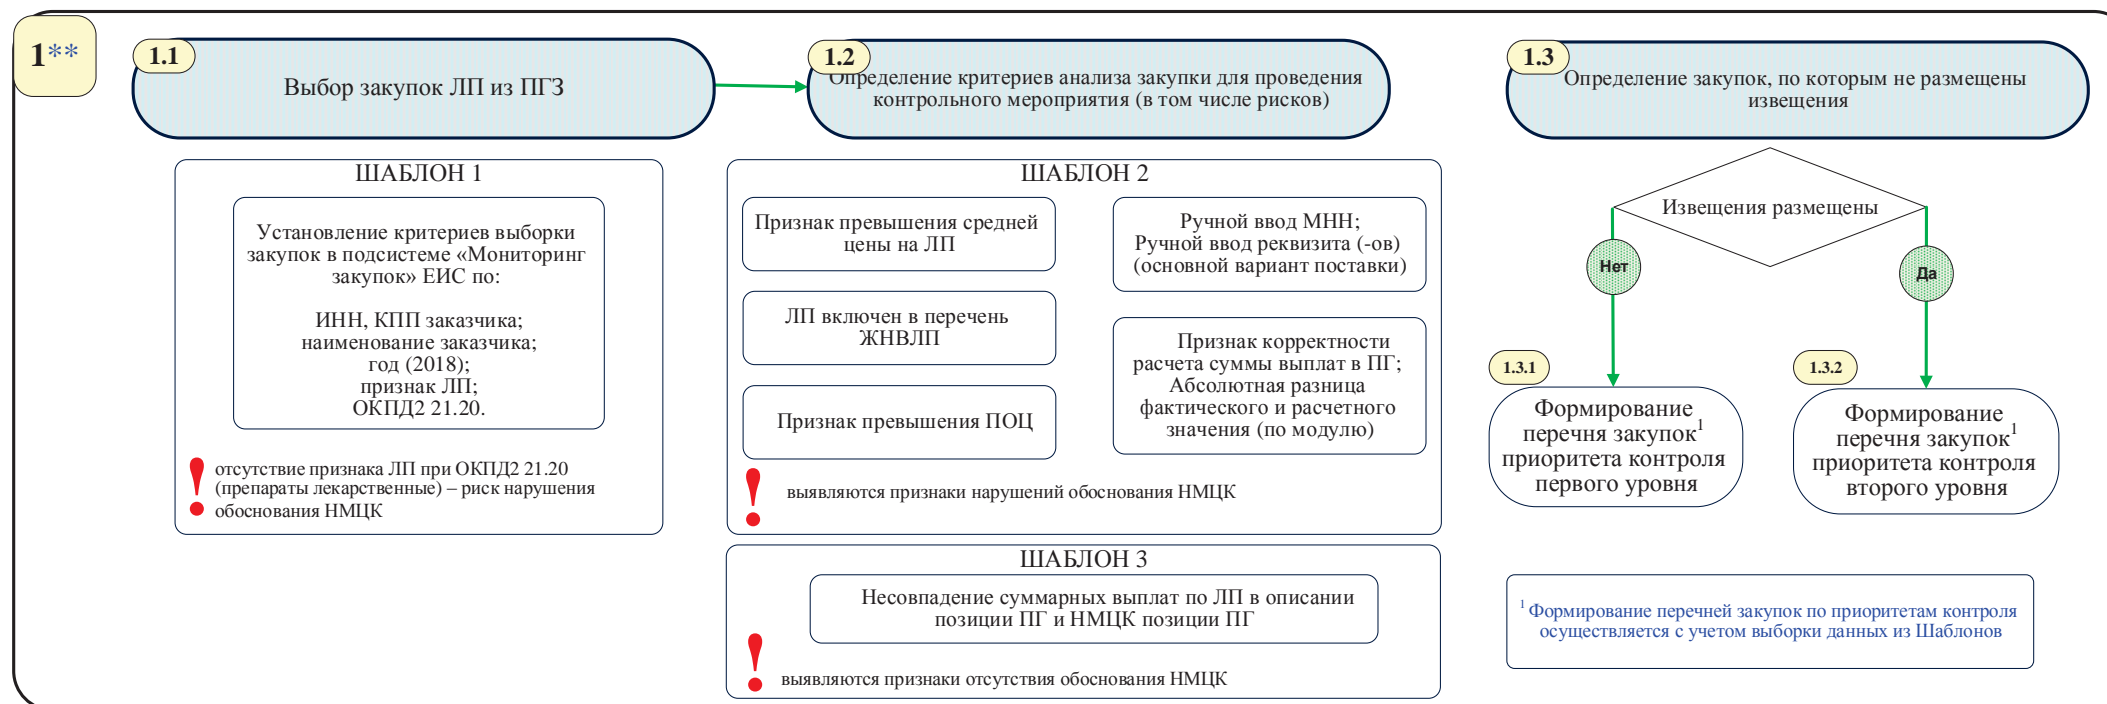 1**
1.1
Выбор закупок ЛП из ПГЗ
1.2
Определение критериев анализа закупки для проведения
контрольного мероприятия (в том числе рисков)
1.3
Определение закупок, по которым не размещены
извещения
ШАБЛОН 1
Установление критериев выборки
закупок в подсистеме «Мониторинг
закупок» ЕИС по:
ИНН, КПП заказчика;
наименование заказчика;
год (2018);
признак ЛП;
ОКПД2 21.20.
! отсутствие признака ЛП при ОКПД2 21.20
(препараты лекарственные) – риск нарушения
обоснования НМЦК
ШАБЛОН 2
Признак превышения средней
цены на ЛП
ЛП включен в перечень
ЖНВЛП
Признак превышения ПОЦ
Ручной ввод МНН;
Ручной ввод реквизита (-ов)
(основной вариант поставки)
Признак корректности
расчета суммы выплат в ПГ;
Абсолютная разница
фактического и расчетного
значения (по модулю)
! выявляются признаки нарушений обоснования НМЦК
ШАБЛОН 3
Несовпадение суммарных выплат по ЛП в описании
позиции ПГ и НМЦК позиции ПГ
! выявляются признаки отсутствия обоснования НМЦК
Извещения размещены
Нет
Да
1.3.1
Формирование
перечня закупок¹
приоритета контроля
первого уровня
1.3.2
Формирование
перечня закупок¹
приоритета контроля
второго уровня
¹ Формирование перечней закупок по приоритетам контроля
осуществляется с учетом выборки данных из Шаблонов